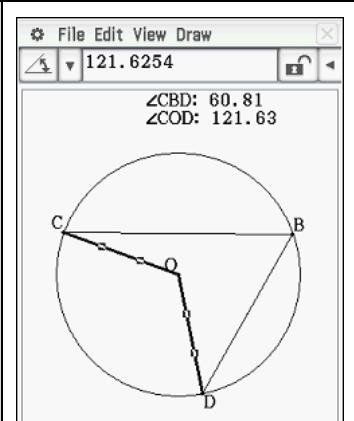 File Edit View Draw
121.6254
∠CBD: 60.81
∠COD: 121.63
C
B
O
D